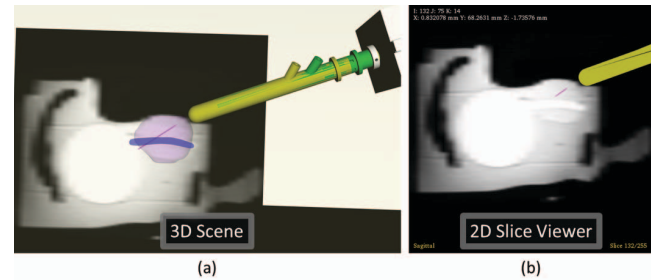 I: 132 J: 75 K: 14
X: 0.832078 mm Y: 68.2631 mm Z: -1.73576 mm
3D Scene
2D Slice Viewer
Sagittal
Slice 132/255
(a)
(b)